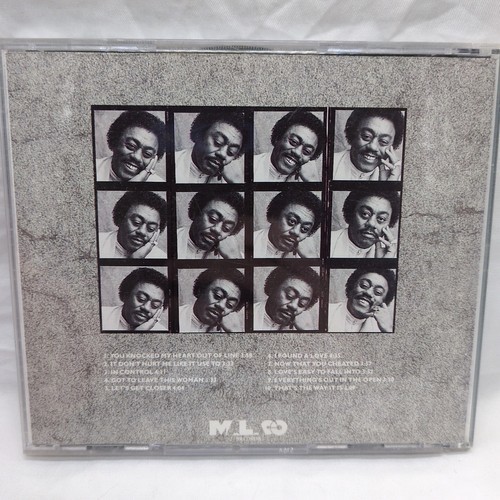 1. YOU KNOCKED MY HEART OUT OF LINE
2. IT DON'T HURT ME LIKE IT USE TO
3. IN CONTROL
4. GOT TO LEAVE THIS WOMAN
5. LET'S GET CLOSER 4:04
6. I FOUND A LOVE
7. NOW THAT YOU CHEATED
8. LOVE'S EASY TO FALL INTO
9. EVERYTHING'S OUT IN THE OPEN
10. THAT'S THE WAY IT IS
MALACO
RECORDS